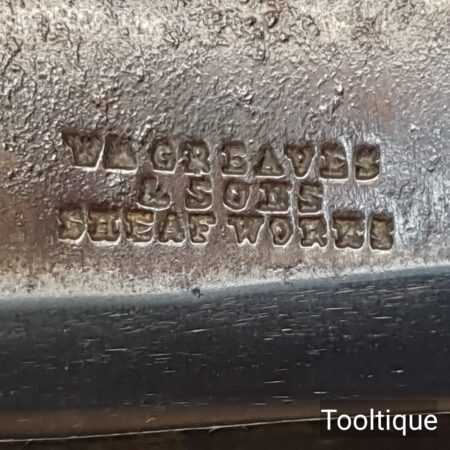 WM GREAVES
& SONS
SHEAF WORKS
Tooltique